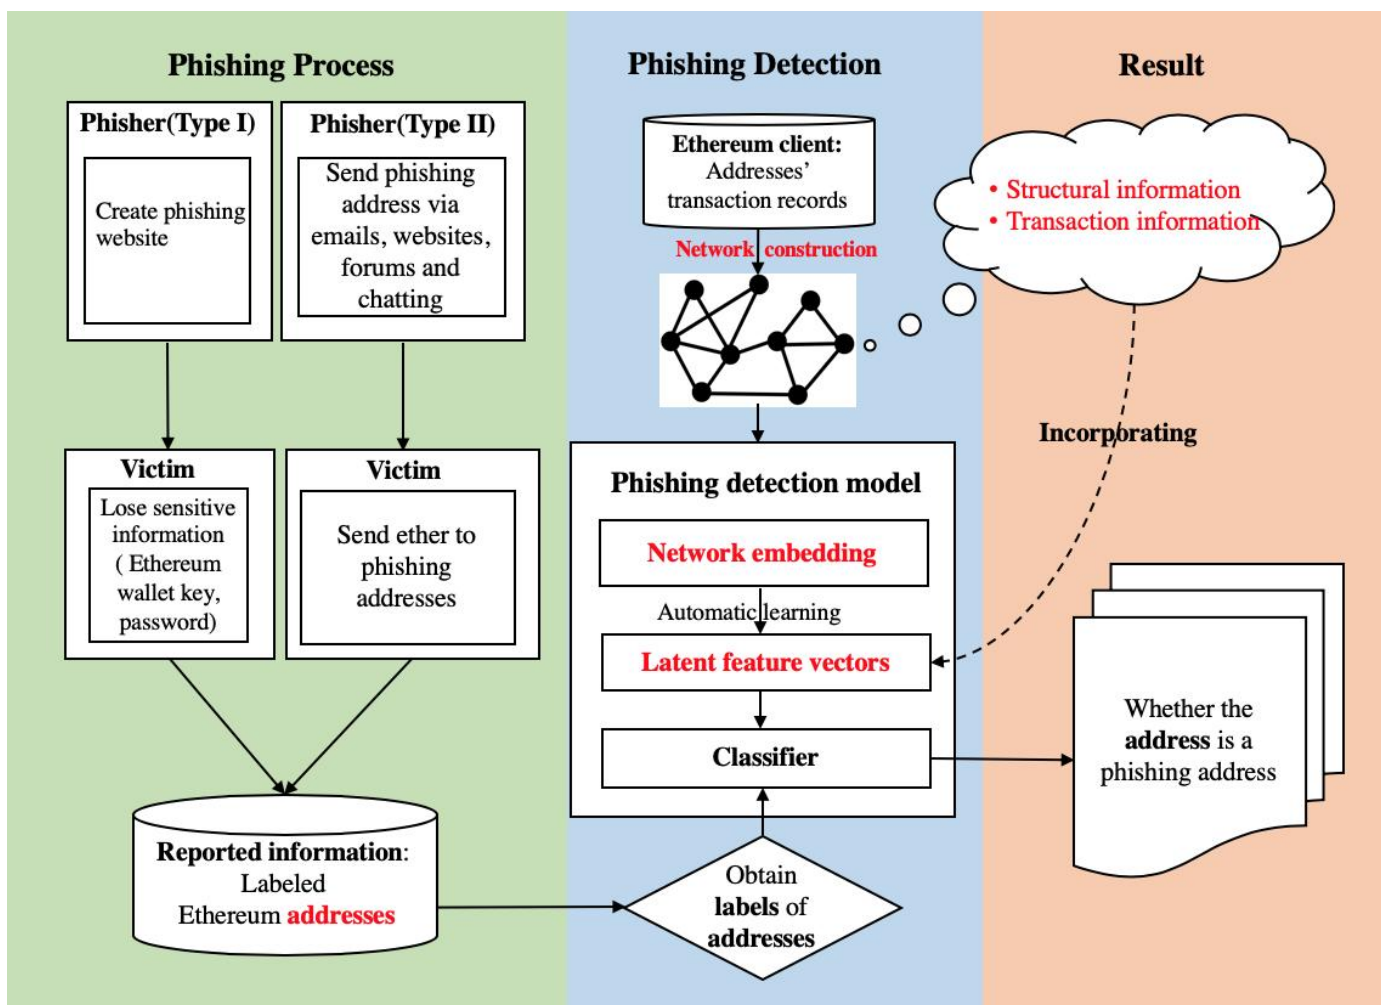 Phishing Process
Phisher(Type I)
Create phishing
website
Phisher(Type II)
Send phishing
address via
emails, websites,
forums and
chatting
Victim
Lose sensitive
information
( Ethereum
wallet key,
password)
Victim
Send ether to
phishing
addresses
Reported information:
Labeled
Ethereum addresses
Phishing Detection
Ethereum client:
Addresses’
transaction records
Network construction
Phishing detection model
Network embedding
Automatic learning
Latent feature vectors
Classifier
Obtain
labels of
addresses
Result
• Structural information
• Transaction information
Incorporating
Whether the
address is a
phishing address